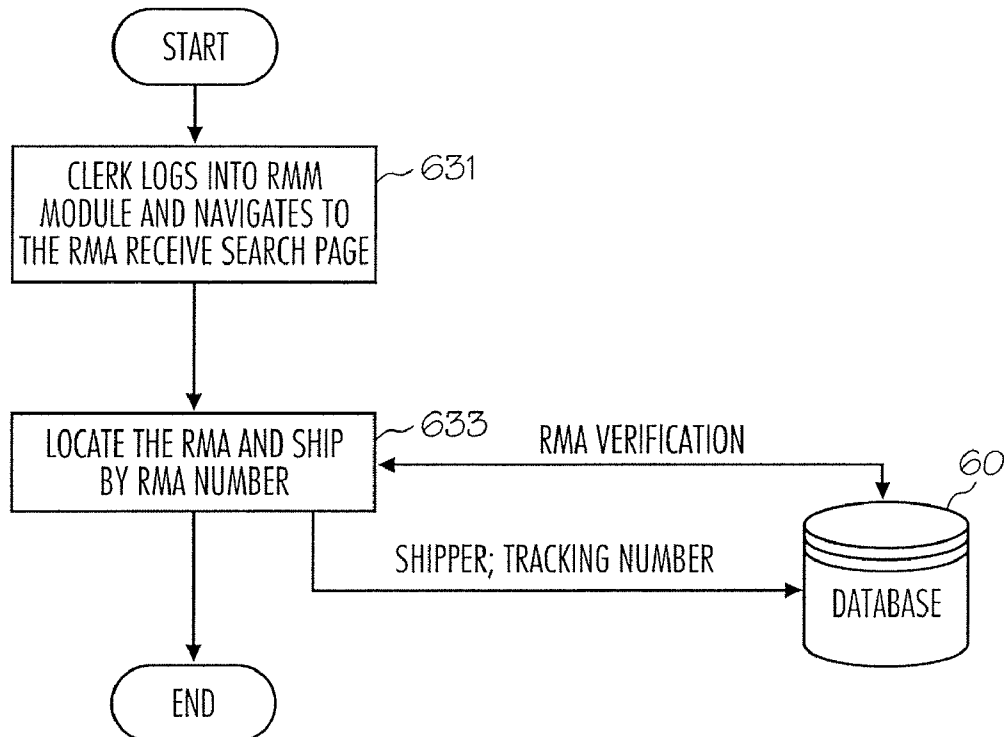 START
CLERK LOGS INTO RMM
MODULE AND NAVIGATES TO
THE RMA RECEIVE SEARCH PAGE
631
LOCATE THE RMA AND SHIP
BY RMA NUMBER
633
RMA VERIFICATION
60
SHIPPER; TRACKING NUMBER
DATABASE
END